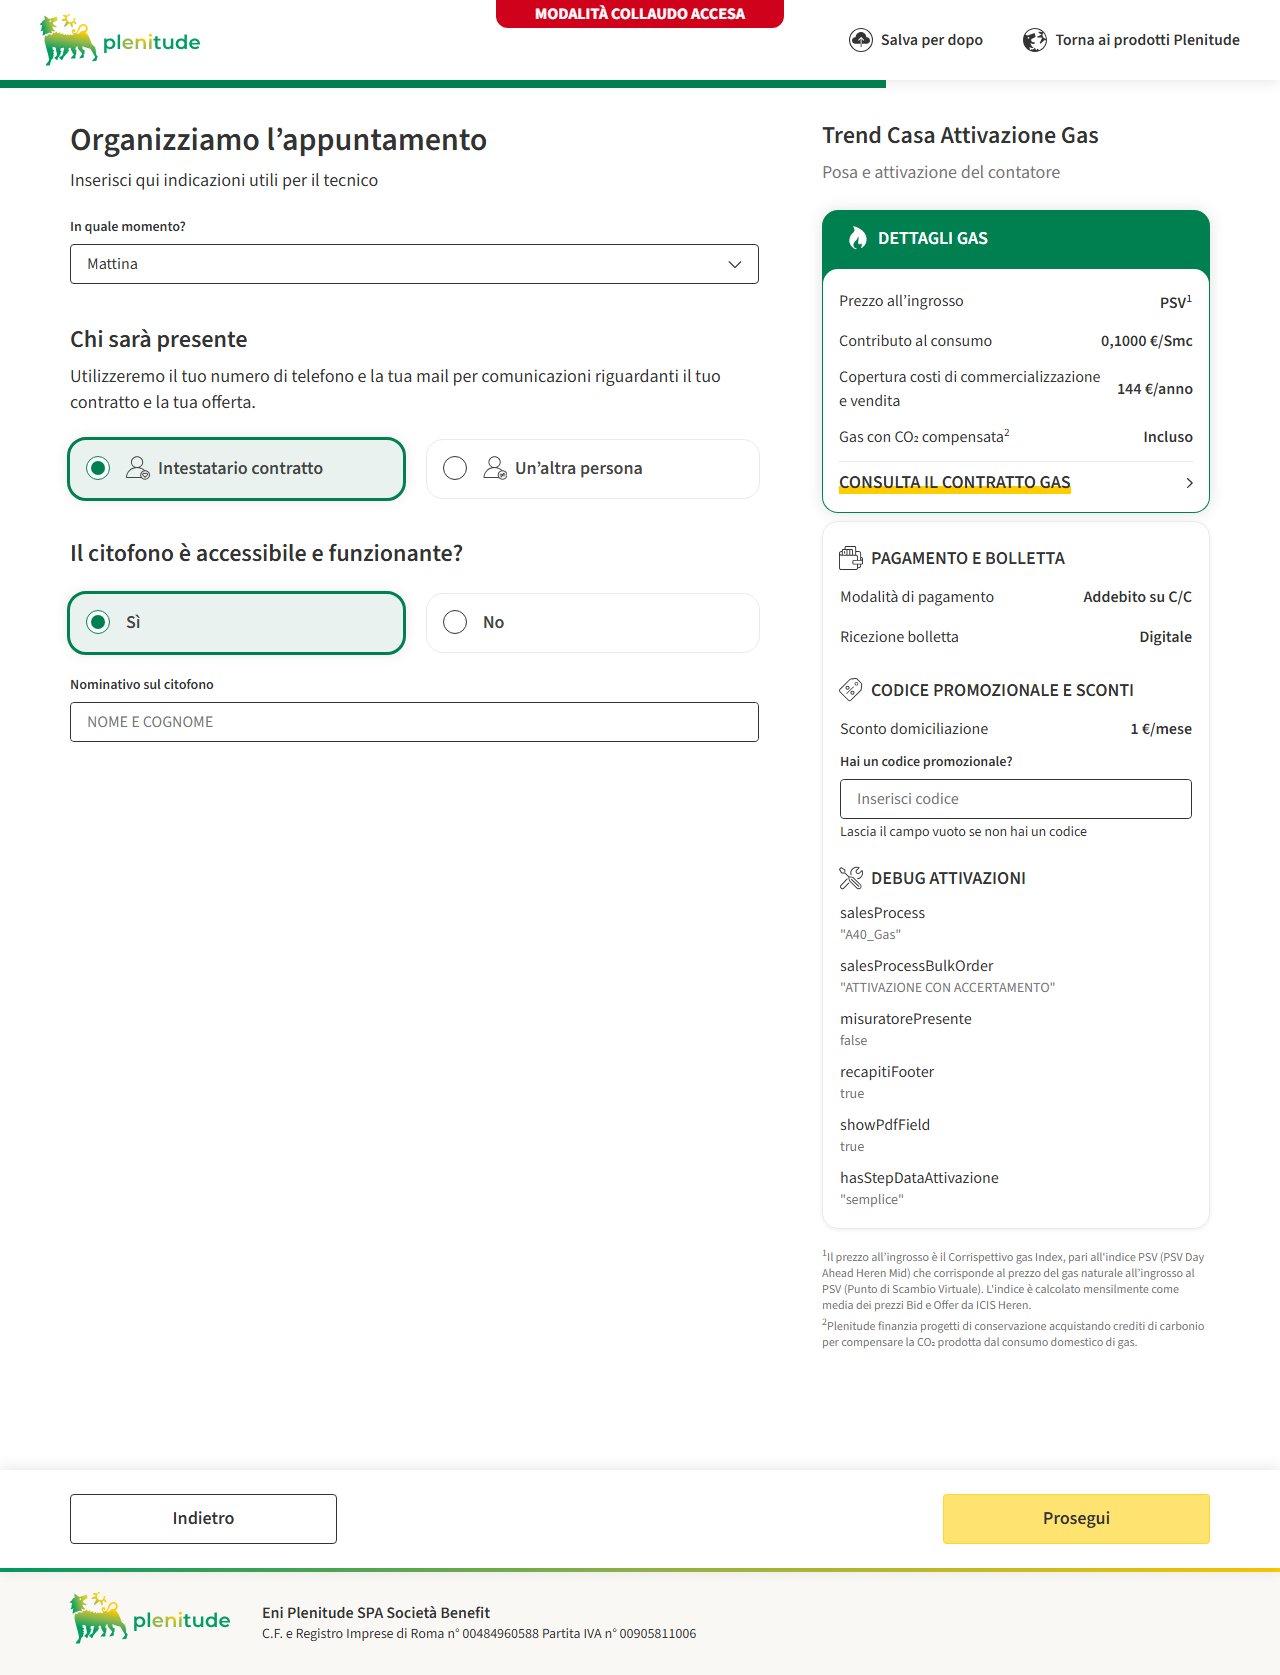 MODALITÀ COLLAUDO ACCESA
plenitude
Salva per dopo
Torna ai prodotti Plenitude
Organizziamo l’appuntamento
Inserisci qui indicazioni utili per il tecnico
In quale momento?
Mattina
Chi sarà presente
Utilizzeremo il tuo numero di telefono e la tua mail per comunicazioni riguardanti il tuo
contratto e la tua offerta.
Intestatario contratto
Un’altra persona
Il citofono è accessibile e funzionante?
Sì
No
Nominativo sul citofono
NOME E COGNOME
Trend Casa Attivazione Gas
Posa e attivazione del contatore
DETTAGLI GAS
Prezzo all’ingrosso PSV¹
Contributo al consumo 0,1000 €/Smc
Copertura costi di commercializzazione
e vendita 144 €/anno
Gas con CO₂ compensata² Incluso
CONSULTA IL CONTRATTO GAS
PAGAMENTO E BOLLETTA
Modalità di pagamento Addebito su C/C
Ricezione bolletta Digitale
CODICE PROMOZIONALE E SCONTI
Sconto domiciliazione 1 €/mese
Hai un codice promozionale?
Inserisci codice
Lascia il campo vuoto se non hai un codice
DEBUG ATTIVAZIONI
salesProcess
"A40_Gas"
salesProcessBulkOrder
"ATTIVAZIONE CON ACCERTAMENTO"
misuratorePresente
false
recapitiFooter
true
showPdfField
true
hasStepDataAttivazione
"semplice"
¹Il prezzo all’ingrosso è il Corrispettivo gas Index, pari all'indice PSV (PSV Day
Ahead Heren Mid) che corrisponde al prezzo del gas naturale all’ingrosso al
PSV (Punto di Scambio Virtuale). L'indice è calcolato mensilmente come
media dei prezzi Bid e Offer da ICIS Heren.
²Plenitude finanzia progetti di conservazione acquistando crediti di carbonio
per compensare la CO₂ prodotta dal consumo domestico di gas.
Indietro
Prosegui
plenitude
Eni Plenitude SPA Società Benefit
C.F. e Registro Imprese di Roma n° 00484960588 Partita IVA n° 00905811006